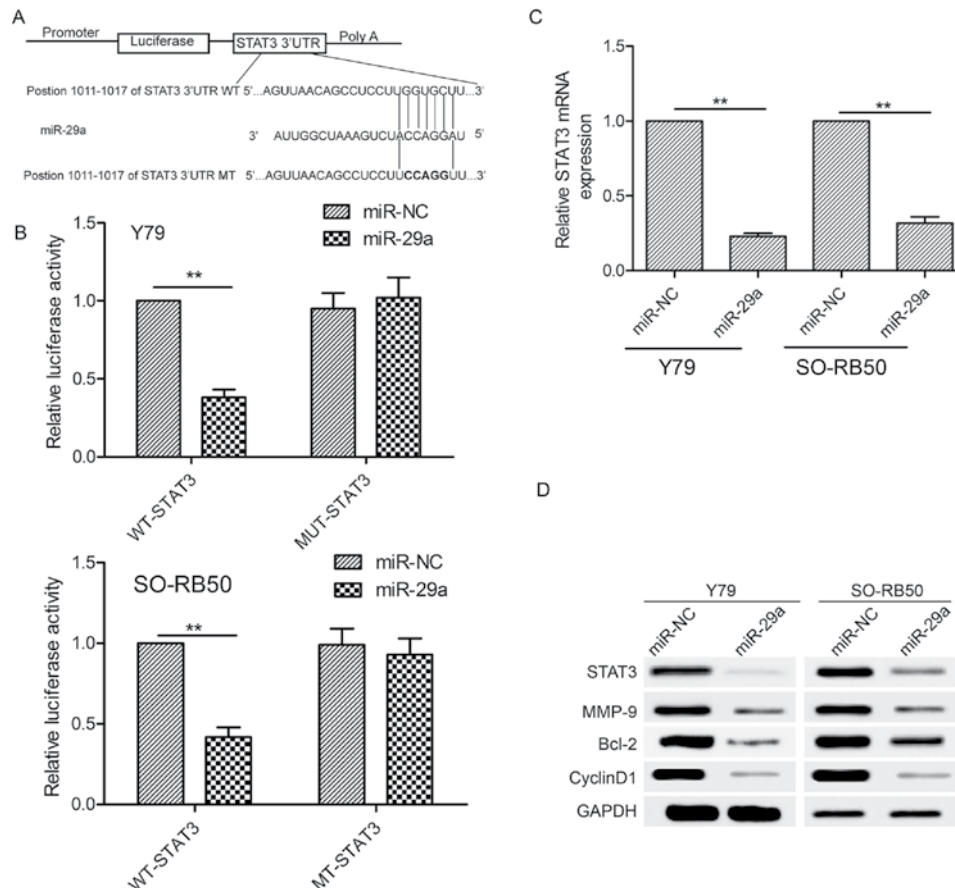 A
Promoter
Luciferase
STAT3 3'UTR
Poly A
Postion 1011-1017 of STAT3 3'UTR WT 5'...AGUUAACAGCCUCCUUGGUGCUU...3'
miR-29a 3' AUUGGCUAAAGUCUACCAGGAU 5'
Postion 1011-1017 of STAT3 3'UTR MT 5'...AGUUAACAGCCUCCUUCCAGGUU...3'
B
Y79
miR-NC
miR-29a
Relative luciferase activity
1.5
1.0
0.5
0.0
**
WT-STAT3
MUT-STAT3
SO-RB50
miR-NC
miR-29a
Relative luciferase activity
1.5
1.0
0.5
0.0
**
WT-STAT3
MT-STAT3
C
Relative STAT3 mRNA
expression
1.5
1.0
0.5
0.0
**
**
miR-NC
miR-29a
miR-NC
miR-29a
Y79
SO-RB50
D
Y79
SO-RB50
miR-NC
miR-29a
miR-NC
miR-29a
STAT3
MMP-9
Bcl-2
CyclinD1
GAPDH